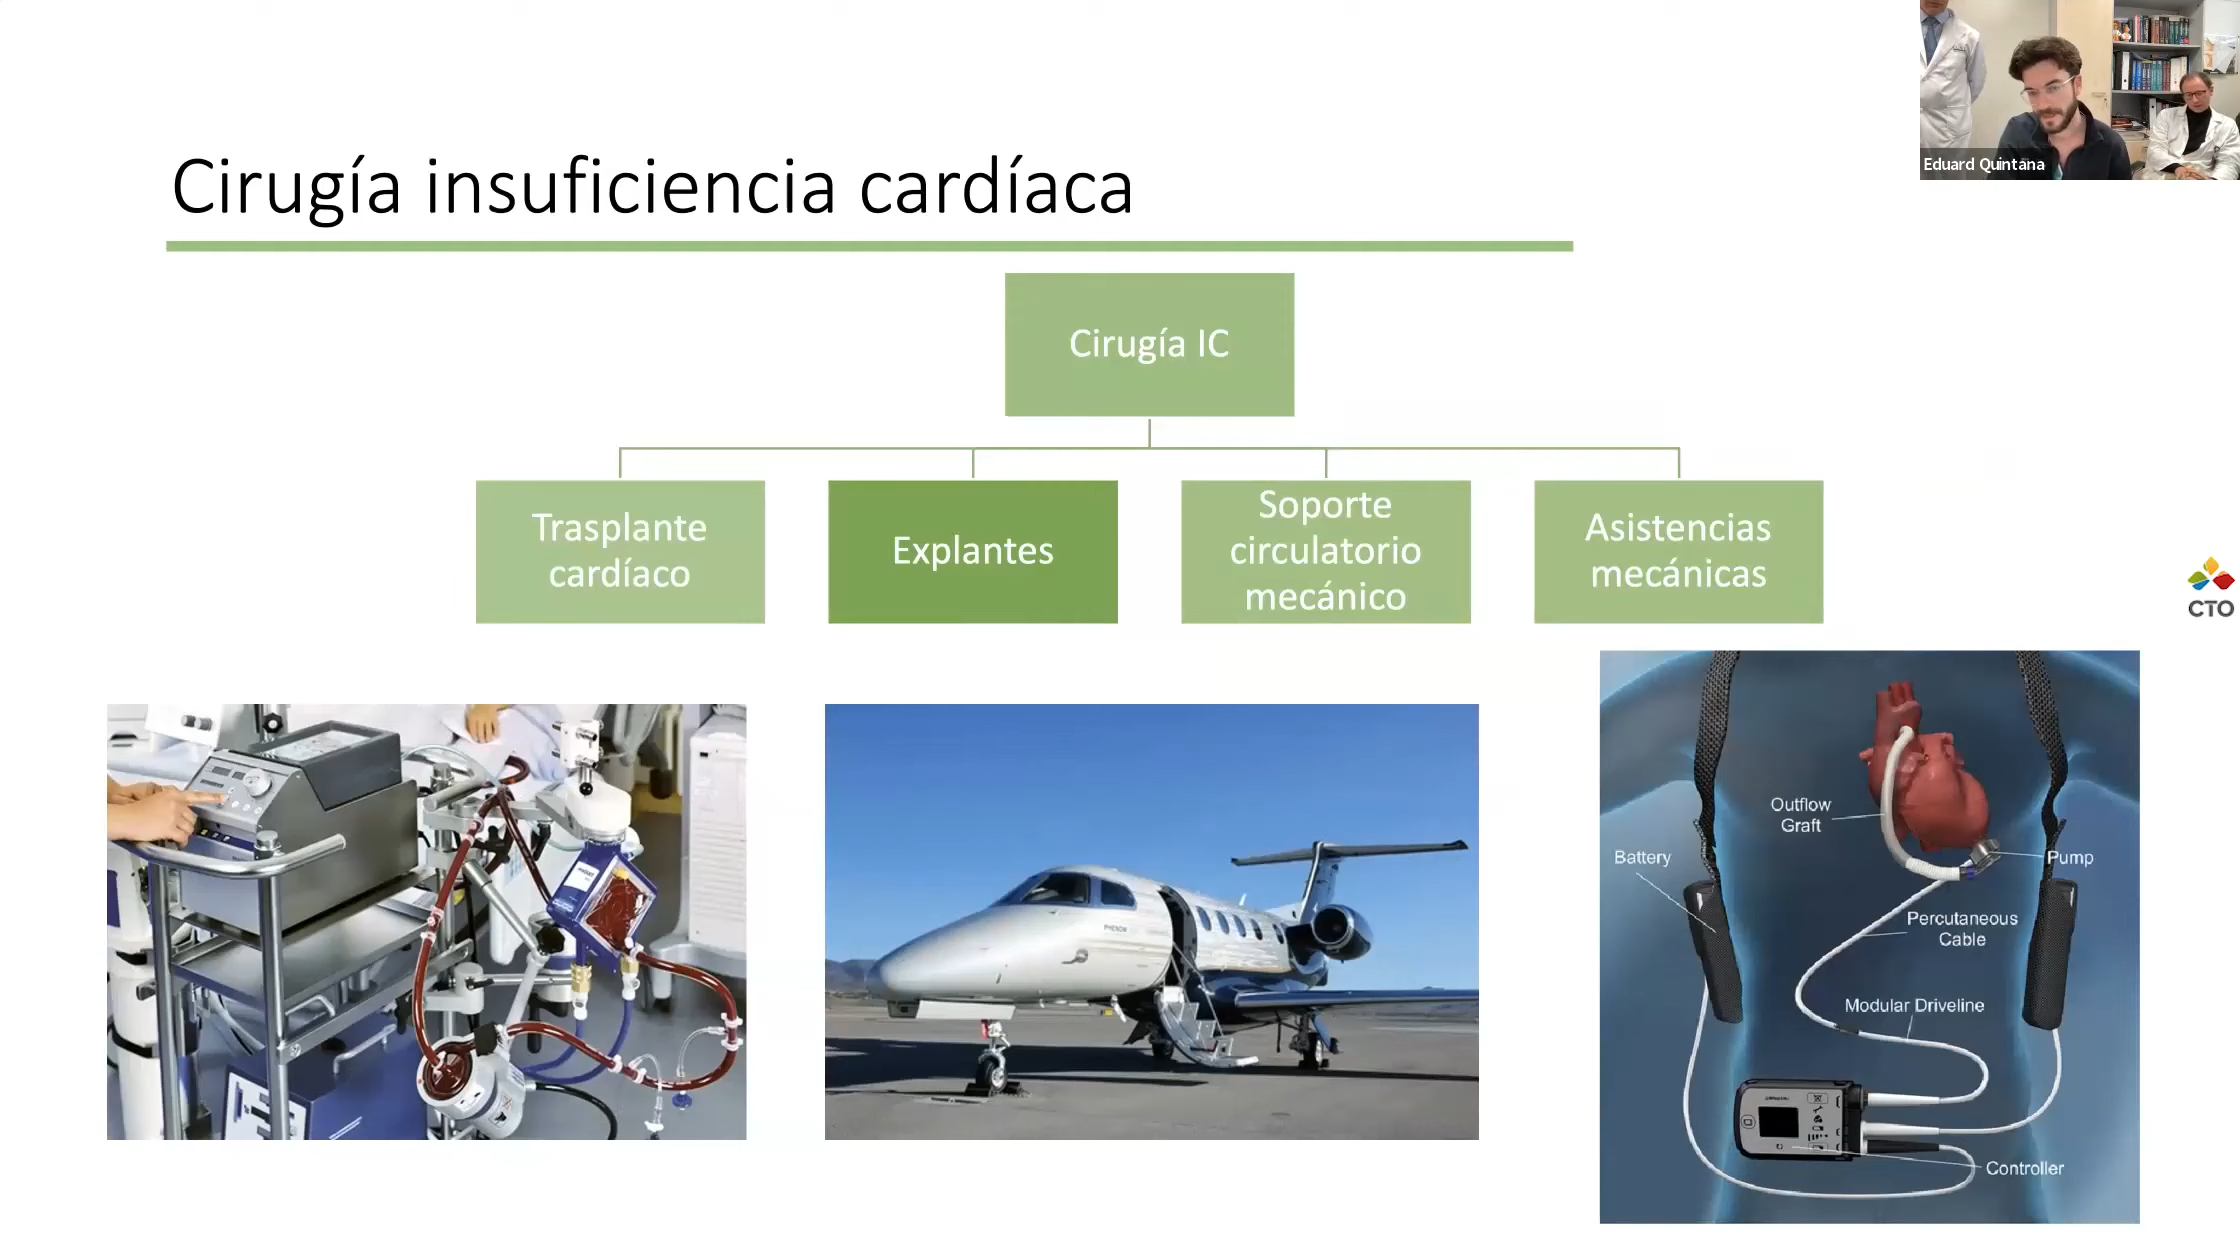 Eduard Quintana
Cirugía insuficiencia cardíaca
Cirugía IC
Trasplante
cardíaco
Explantes
Soporte
circulatorio
mecánico
Asistencias
mecánicas
CTO
PHENOM
Outflow
Graft
Battery
Pump
Percutaneous
Cable
Modular Driveline
Controller